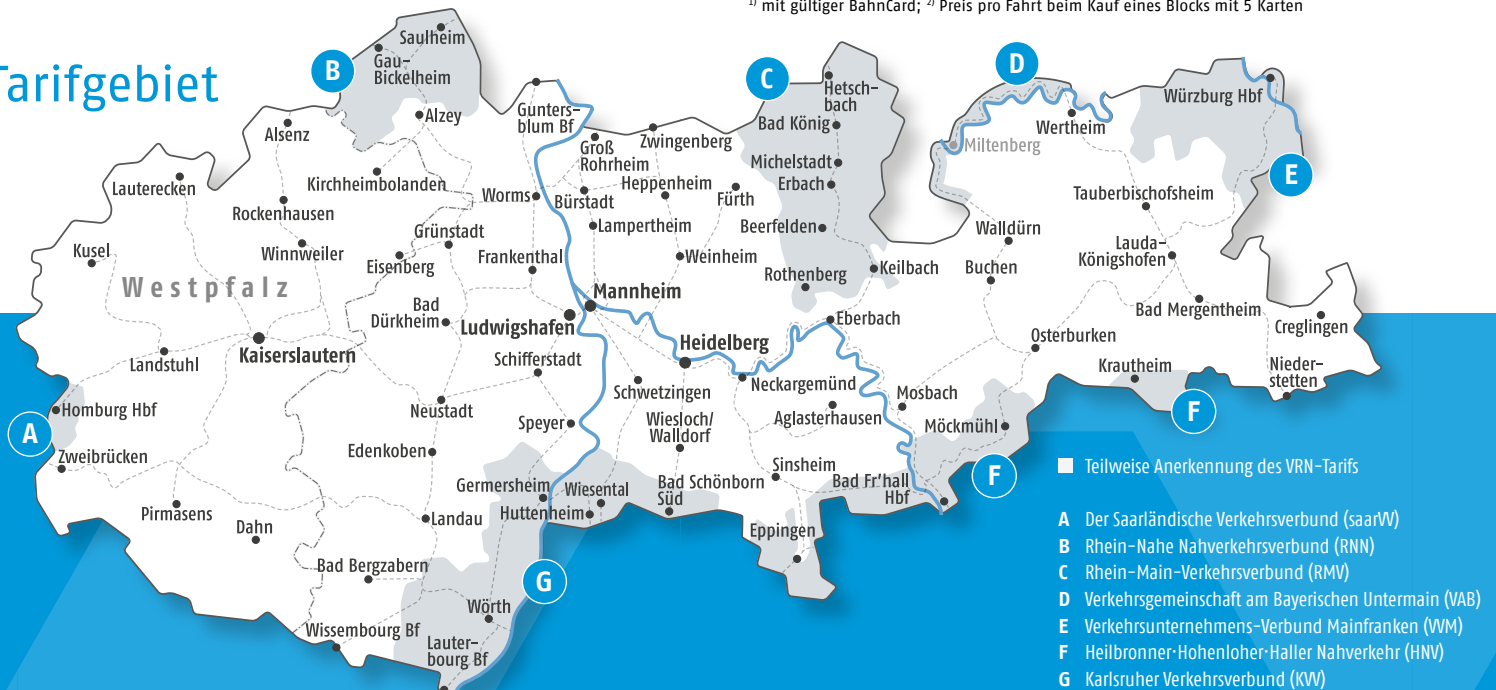 1) mit gültiger BahnCard; 2) Preis pro Fahrt beim Kauf eines Blocks mit 5 Karten
Tarifgebiet
B
Saulheim
Gau-
Bickelheim
Alzey
Alsenz
Lauterecken
Kirchheimbolanden
Rockenhausen
Kusel
Winnweiler
Westpfalz
Grünstadt
Eisenberg
Kaiserslautern
Landstuhl
Bad
Dürkheim
A
Homburg Hbf
Zweibrücken
Pirmasens
Dahn
Neustadt
Edenkoben
Landau
Bad Bergzabern
Wissembourg Bf
Gunters-
blum Bf
Worms
Frankenthal
Ludwigshafen
Schifferstadt
Speyer
Germersheim
Huttenheim
Wiesental
G
Wörth
Lauter-
bourg Bf
Groß
Rohrheim
Zwingenberg
Heppenheim
Bürstadt
Fürth
Lampertheim
Weinheim
Mannheim
Heidelberg
Schwetzingen
Wiesloch/
Walldorf
Bad Schönborn
Süd
Neckargemünd
Aglasterhausen
Sinsheim
Eppingen
Bad Fr'hall
Hbf
C
Hetsch-
bach
Bad König
Michelstadt
Erbach
Beerfelden
Rothenberg
Keilbach
Eberbach
Mosbach
Möckmühl
F
D
Miltenberg
Wertheim
Würzburg Hbf
E
Tauberbischofsheim
Walldürn
Buchen
Lauda-
Königshofen
Bad Mergentheim
Osterburken
Krautheim
F
Creglingen
Nieder-
stetten
Teilweise Anerkennung des VRN-Tarifs
A Der Saarländische Verkehrsverbund (saarVV)
B Rhein-Nahe Nahverkehrsverbund (RNN)
C Rhein-Main-Verkehrsverbund (RMV)
D Verkehrsgemeinschaft am Bayerischen Untermain (VAB)
E Verkehrsunternehmens-Verbund Mainfranken (VVM)
F Heilbronner·Hohenloher·Haller Nahverkehr (HNV)
G Karlsruher Verkehrsverbund (KVV)